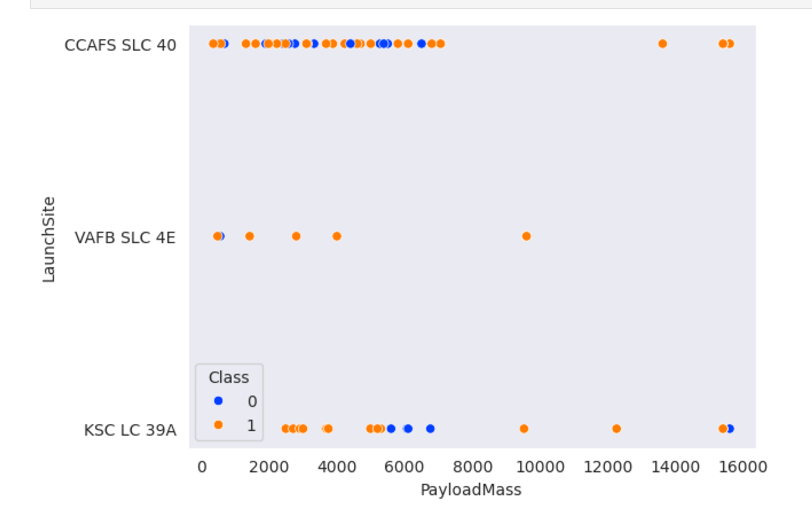 CCAFS SLC 40
VAFB SLC 4E
KSC LC 39A
LaunchSite
Class
0
1
0 2000 4000 6000 8000 10000 12000 14000 16000
PayloadMass